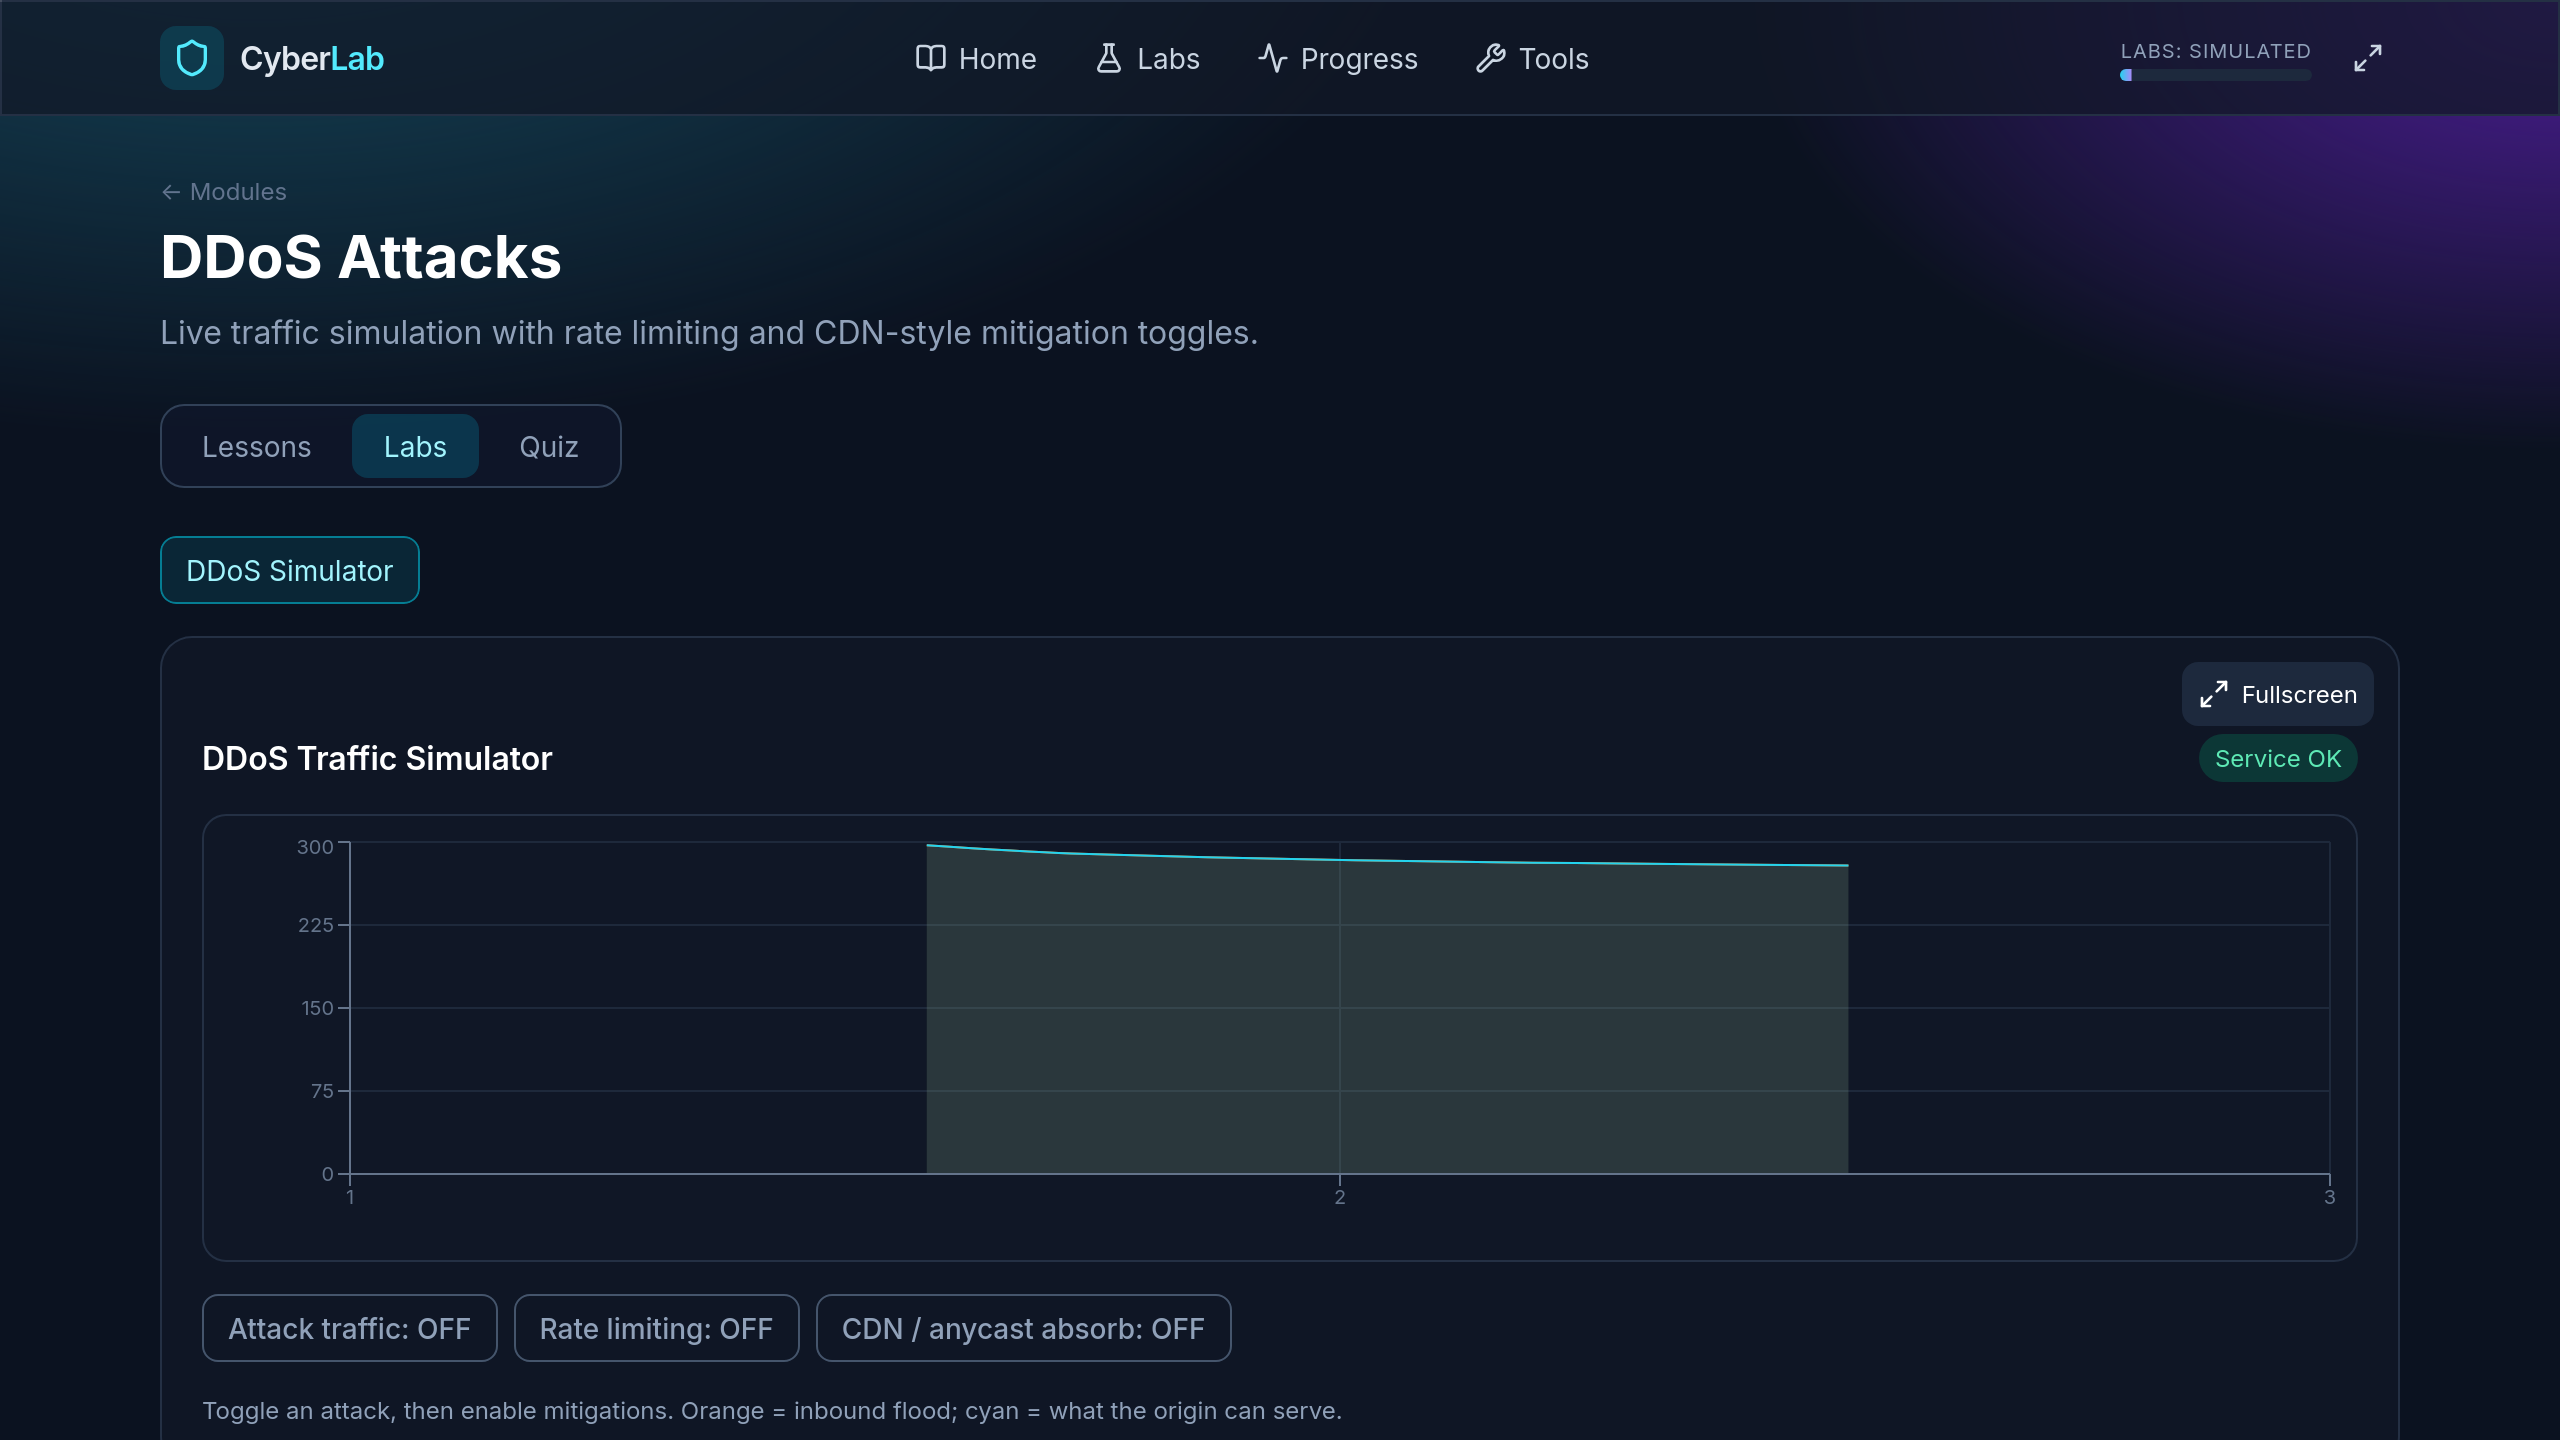 CyberLab
Home
Labs
Progress
Tools
LABS: SIMULATED
← Modules
DDoS Attacks
Live traffic simulation with rate limiting and CDN-style mitigation toggles.
Lessons
Labs
Quiz
DDoS Simulator
Fullscreen
DDoS Traffic Simulator
Service OK
300
225
150
75
0
1
2
3
Attack traffic: OFF
Rate limiting: OFF
CDN / anycast absorb: OFF
Toggle an attack, then enable mitigations. Orange = inbound flood; cyan = what the origin can serve.